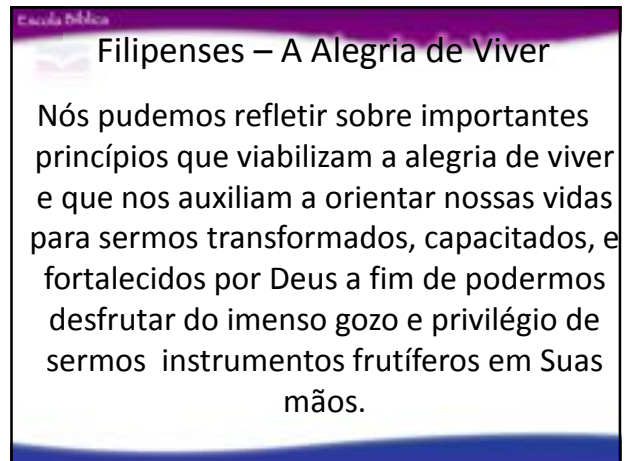 Escola Bíblica
Filipenses – A Alegria de Viver
Nós pudemos refletir sobre importantes
princípios que viabilizam a alegria de viver
e que nos auxiliam a orientar nossas vidas
para sermos transformados, capacitados, e
fortalecidos por Deus a fim de podermos
desfrutar do imenso gozo e privilégio de
sermos instrumentos frutíferos em Suas
mãos.